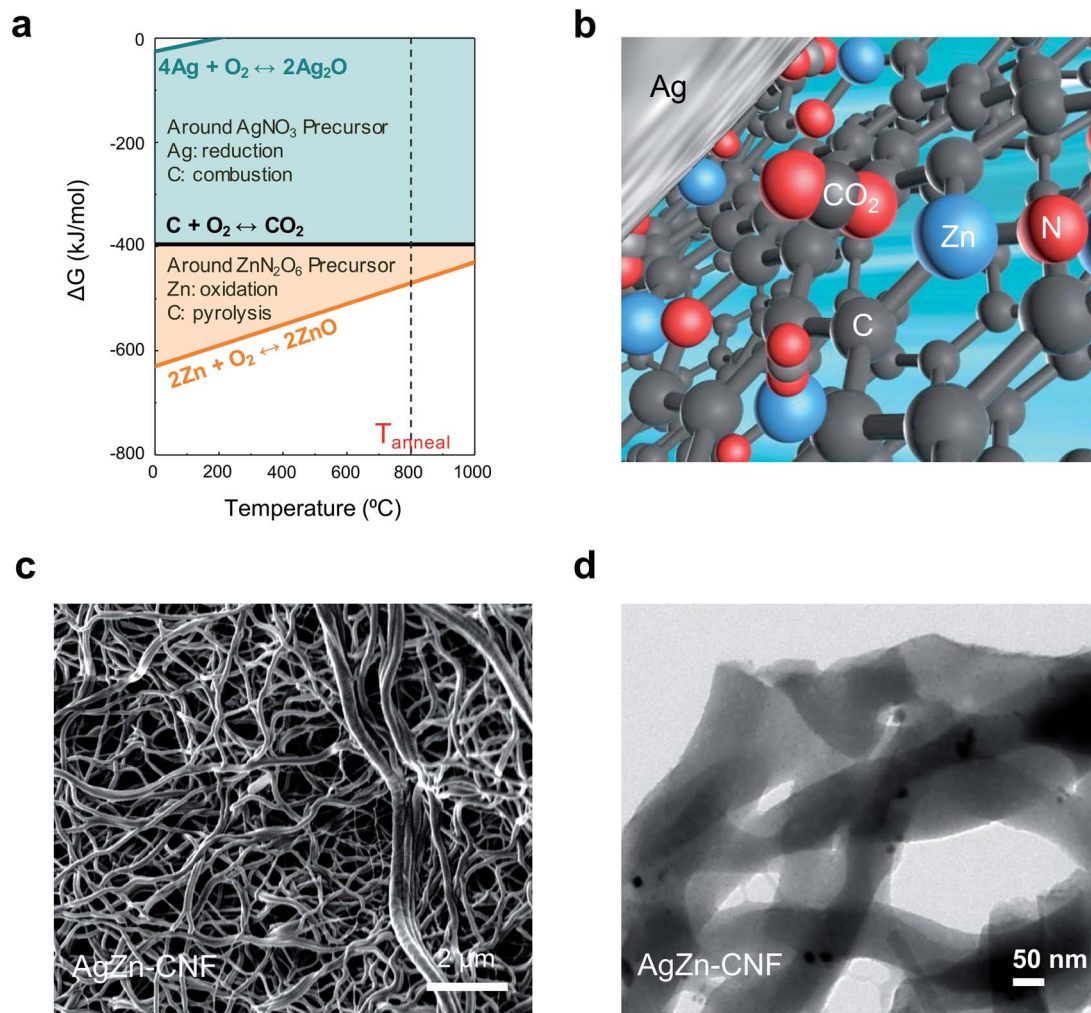 a
0
-200
-400
-600
-800
ΔG (kJ/mol)
4Ag + O₂ ↔ 2Ag₂O
Around AgNO₃ Precursor
Ag: reduction
C: combustion
C + O₂ ↔ CO₂
Around ZnN₂O₆ Precursor
Zn: oxidation
C: pyrolysis
2Zn + O₂ ↔ 2ZnO
Tanneal
0 200 400 600 800 1000
Temperature (ºC)
b
Ag
CO₂
Zn
N
C
c
AgZn-CNF
2 µm
d
AgZn-CNF
50 nm